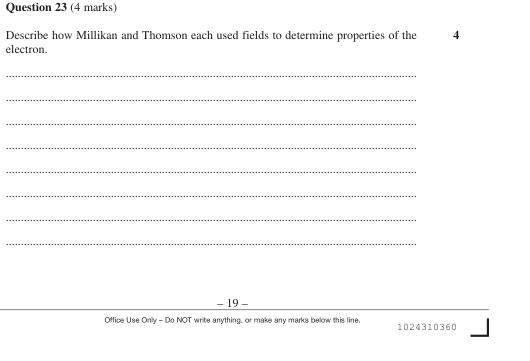 Question 23 (4 marks)
Describe how Millikan and Thomson each used fields to determine properties of the 4
electron.
– 19 –
Office Use Only – Do NOT write anything, or make any marks below this line.
1024310360